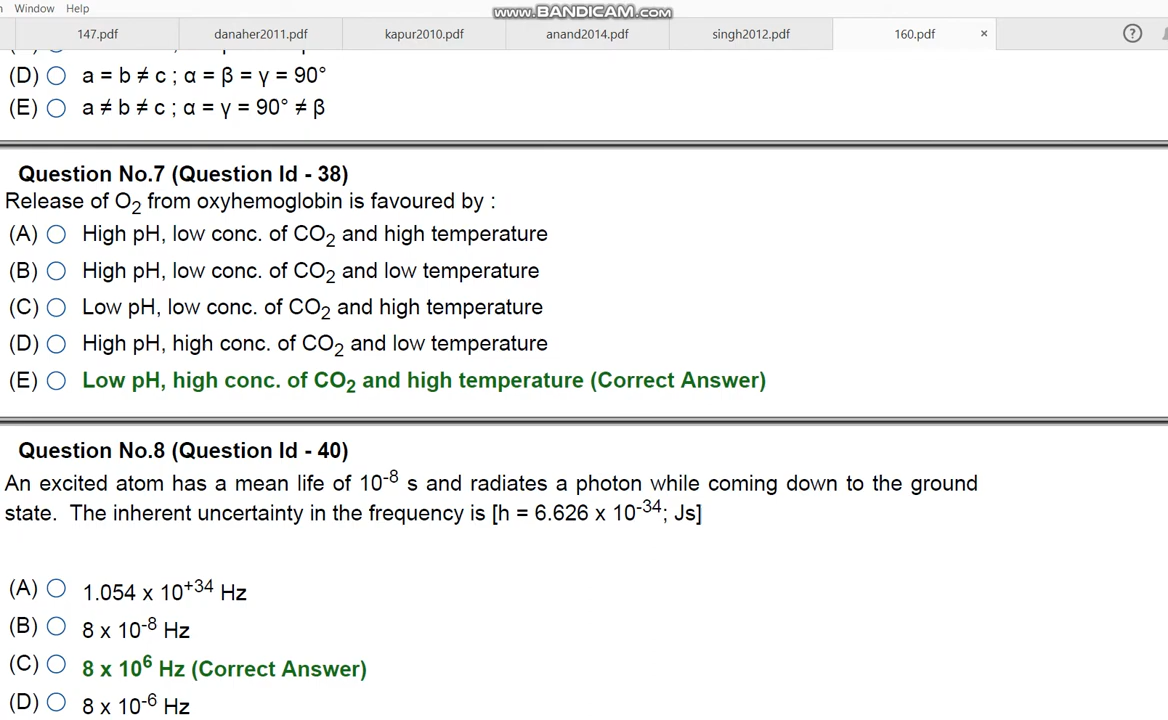 Window Help
www.BANDICAM.com
147.pdf danaher2011.pdf kapur2010.pdf anand2014.pdf singh2012.pdf 160.pdf × ?
(D) a = b ≠ c ; α = β = γ = 90°
(E) a ≠ b ≠ c ; α = γ = 90° ≠ β
Question No.7 (Question Id - 38)
Release of O₂ from oxyhemoglobin is favoured by :
(A) High pH, low conc. of CO₂ and high temperature
(B) High pH, low conc. of CO₂ and low temperature
(C) Low pH, low conc. of CO₂ and high temperature
(D) High pH, high conc. of CO₂ and low temperature
(E) Low pH, high conc. of CO₂ and high temperature (Correct Answer)
Question No.8 (Question Id - 40)
An excited atom has a mean life of 10⁻⁸ s and radiates a photon while coming down to the ground
state. The inherent uncertainty in the frequency is [h = 6.626 x 10⁻³⁴; Js]
(A) 1.054 x 10⁺³⁴ Hz
(B) 8 x 10⁻⁸ Hz
(C) 8 x 10⁶ Hz (Correct Answer)
(D) 8 x 10⁻⁶ Hz